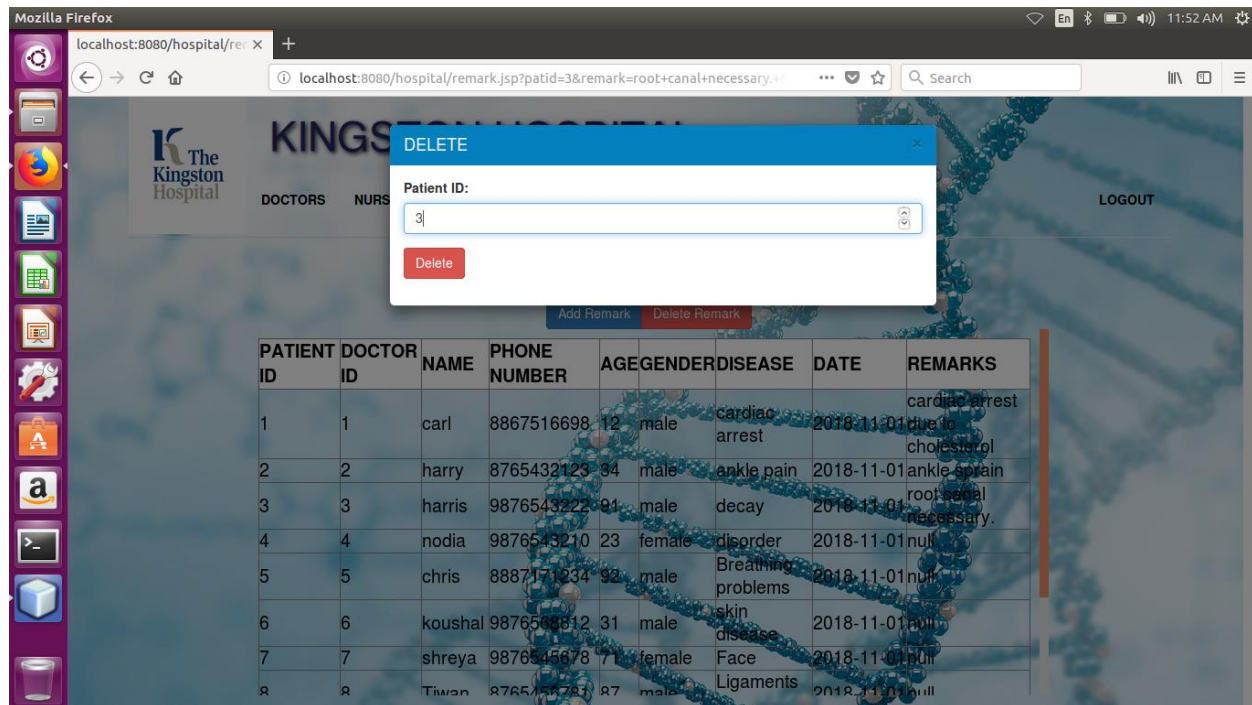 Mozilla Firefox
En
11:52 AM
localhost:8080/hospital/re
localhost:8080/hospital/remark.jsp?patid=3&remark=root+canal+necessary.+
Search
The
Kingston
Hospital
KINGS
DOCTORS NURS
LOGOUT
DELETE
×
Patient ID:
3
Delete
Add Remark Delete Remark
PATIENT ID DOCTOR ID NAME PHONE NUMBER AGE GENDER DISEASE DATE REMARKS
1 1 carl 8867516698 12 male cardiac arrest 2018-11-01 cardiac arrest due to cholesterol
2 2 harry 8765432123 34 male ankle pain 2018-11-01 ankle sprain
3 3 harris 9876543222 91 male decay 2018-11-01 root canal necessary.
4 4 nodia 9876543210 23 female disorder 2018-11-01 null
5 5 chris 8887171234 92 male Breathing problems 2018-11-01 null
6 6 koushal 9876568812 31 male skin disease 2018-11-01 null
7 7 shreya 9876545678 71 female Face 2018-11-01 null
8 8 Tiwan 8765456781 87 male Ligaments 2018-11-01 null